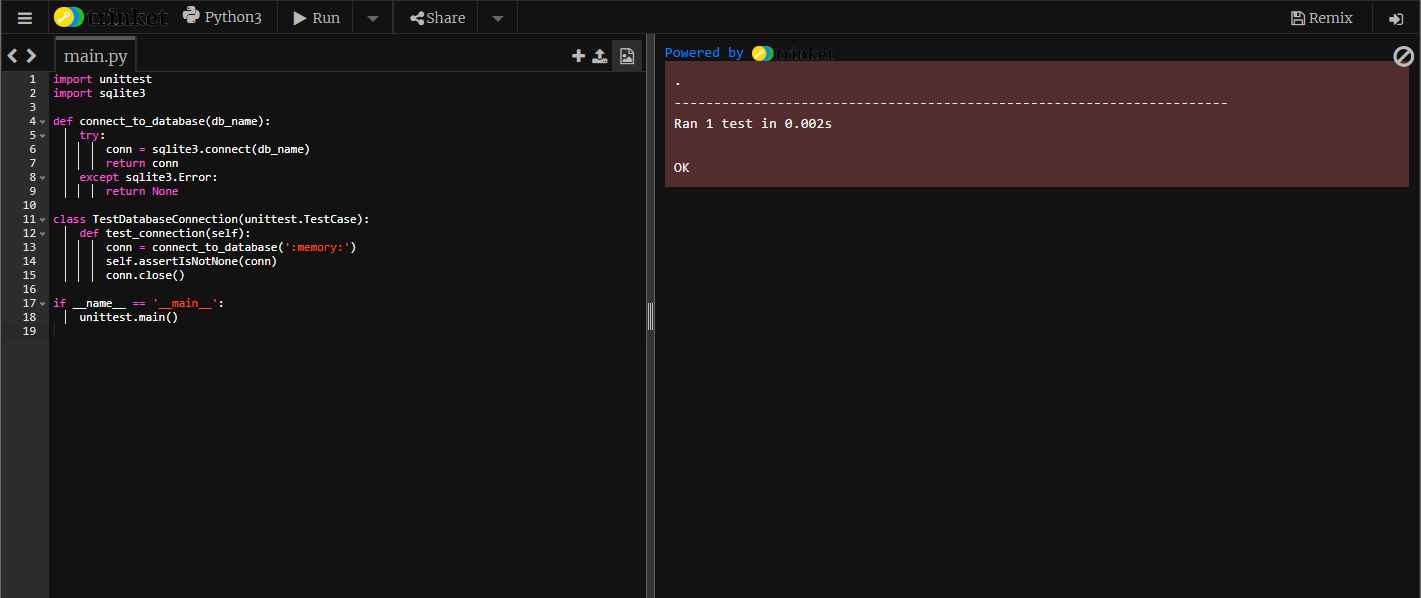 trinket Python3 Run Share Remix
main.py
1 import unittest
2 import sqlite3
3
4 def connect_to_database(db_name):
5     try:
6         conn = sqlite3.connect(db_name)
7         return conn
8     except sqlite3.Error:
9         return None
10
11 class TestDatabaseConnection(unittest.TestCase):
12     def test_connection(self):
13         conn = connect_to_database(':memory:')
14         self.assertIsNotNone(conn)
15         conn.close()
16
17 if __name__ == '__main__':
18     unittest.main()
19
Powered by trinket
.
----------------------------------------------------------------------
Ran 1 test in 0.002s
OK